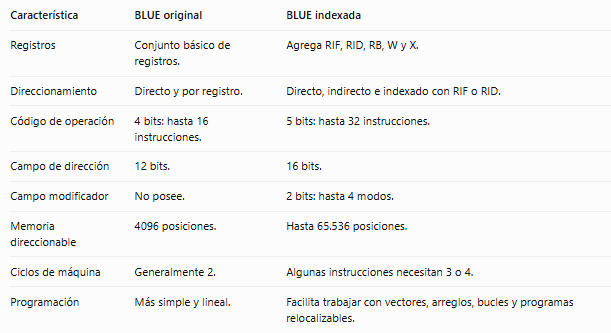 Característica BLUE original BLUE indexada
Registros Conjunto básico de Agrega RIF, RID, RB, W y X.
registros.
Direccionamiento Directo y por registro. Directo, indirecto e indexado con RIF o RID.
Código de operación 4 bits: hasta 16 5 bits: hasta 32 instrucciones.
instrucciones.
Campo de dirección 12 bits. 16 bits.
Campo modificador No posee. 2 bits: hasta 4 modos.
Memoria 4096 posiciones. Hasta 65.536 posiciones.
direccionable
Ciclos de máquina Generalmente 2. Algunas instrucciones necesitan 3 o 4.
Programación Más simple y lineal. Facilita trabajar con vectores, arreglos, bucles y programas
relocalizables.